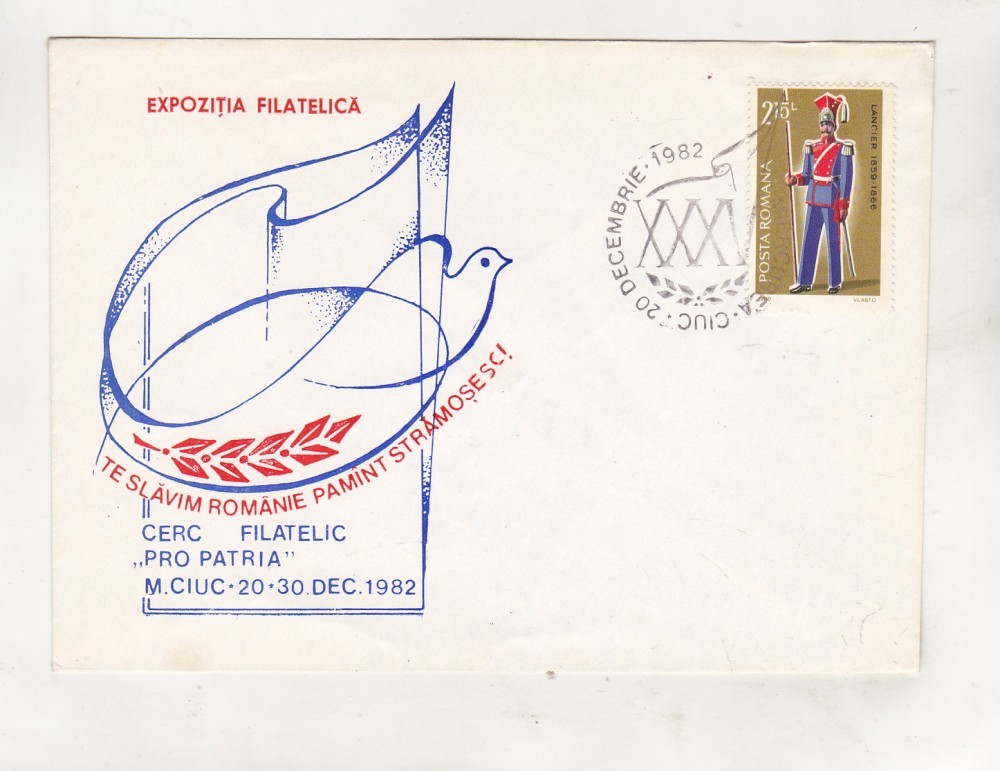 EXPOZIȚIA FILATELICĂ
TE SLĂVIM ROMÂNIE PAMÎNT STRĂMOȘESC!
CERC FILATELIC
„PRO PATRIA”
M.CIUC*20*30.DEC.1982
20 DECEMBRIE·1982
XXXV
CIUC
2,15L
POSTA ROMANA
LANCIER 1859-1866
VLASTO